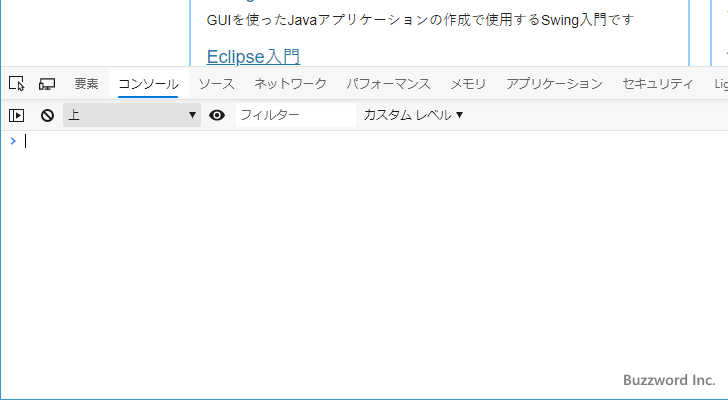 GUIを使ったJavaアプリケーションの作成で使用するSwing入門です
Eclipse入門
要素 コンソール ソース ネットワーク パフォーマンス メモリ アプリケーション セキュリティ Lig
上 フィルター カスタム レベル
Buzzword Inc.